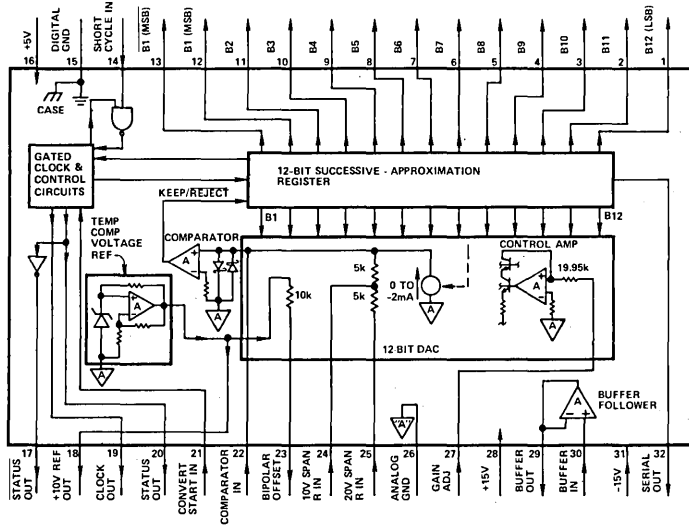 +5V
DIGITAL
GND
SHORT
CYCLE IN
B1 (MSB)
B1 (MSB)
B2
B3
B4
B5
B6
B7
B8
B9
B10
B11
B12 (LSB)
16 15 14 13 12 11 10 9 8 7 6 5 4 3 2 1
CASE
GATED
CLOCK &
CONTROL
CIRCUITS
12-BIT SUCCESSIVE - APPROXIMATION
REGISTER
KEEP/REJECT
B1
B12
TEMP
COMP
VOLTAGE
REF
COMPARATOR
A
+
−
A
10k
5k
5k
0 TO
-2mA
A
CONTROL AMP
A
+
−
19.95k
A
12-BIT DAC
A
+
−
A
"A"
A
−
+
BUFFER
FOLLOWER
17 18 19 20 21 22 23 24 25 26 27 28 29 30 31 32
STATUS
OUT
+10V REF
OUT
CLOCK
OUT
STATUS
OUT
CONVERT
START IN
COMPARATOR
IN
BIPOLAR
OFFSET
10V SPAN
R IN
20V SPAN
R IN
ANALOG
GND
GAIN
ADJ
+15V
BUFFER
OUT
BUFFER
IN
-15V
SERIAL
OUT